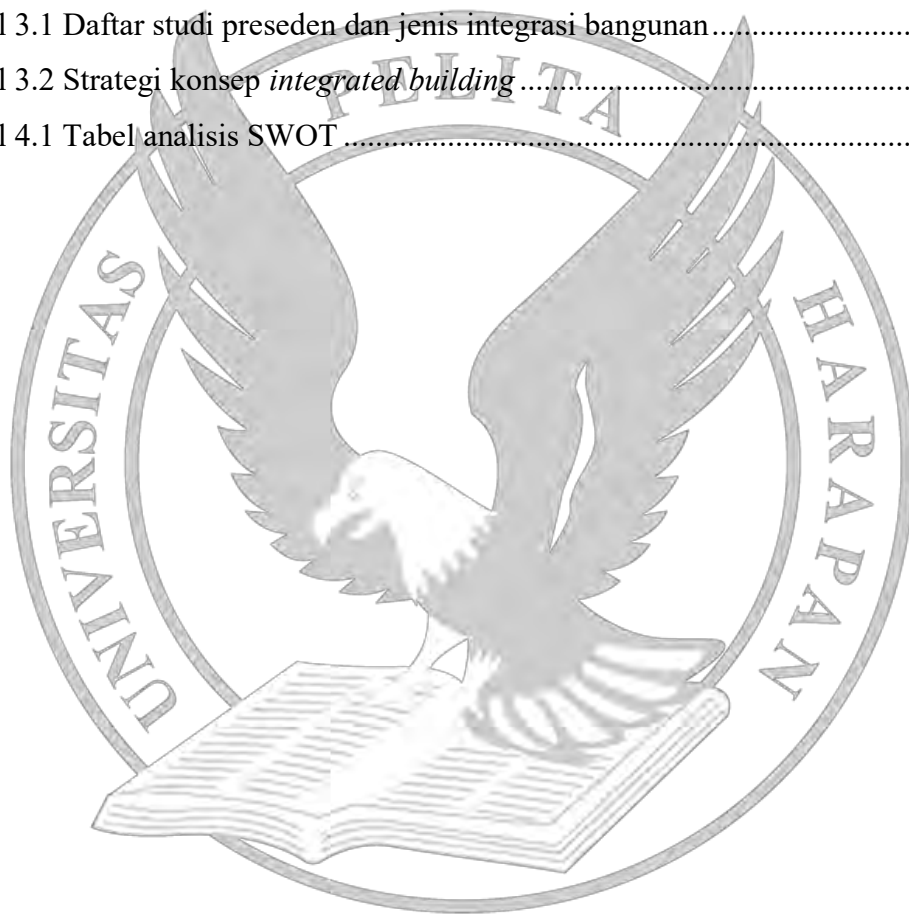 l 3.1 Daftar studi preseden dan jenis integrasi bangunan........................
l 3.2 Strategi konsep integrated building................................................
l 4.1 Tabel analisis SWOT......................................................................
UNIVERSITAS PELITA HARAPAN